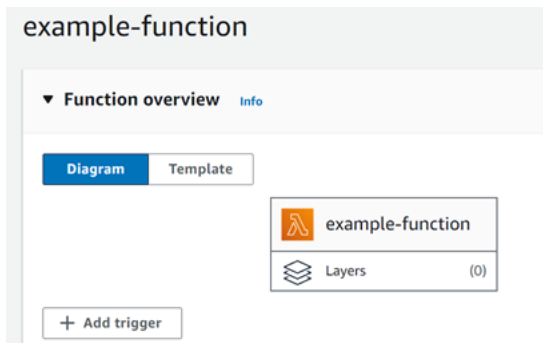 example-function
Function overview Info
Diagram Template
example-function
Layers (0)
+ Add trigger